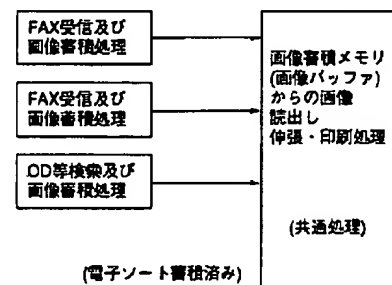 FAX受信及び
画像蓄積処理
FAX受信及び
画像蓄積処理
OD等検索及び
画像蓄積処理
(電子ソート蓄積済み)
画像蓄積メモリ
(画像バッファ)
からの画像
読出し
伸張・印刷処理
(共通処理)